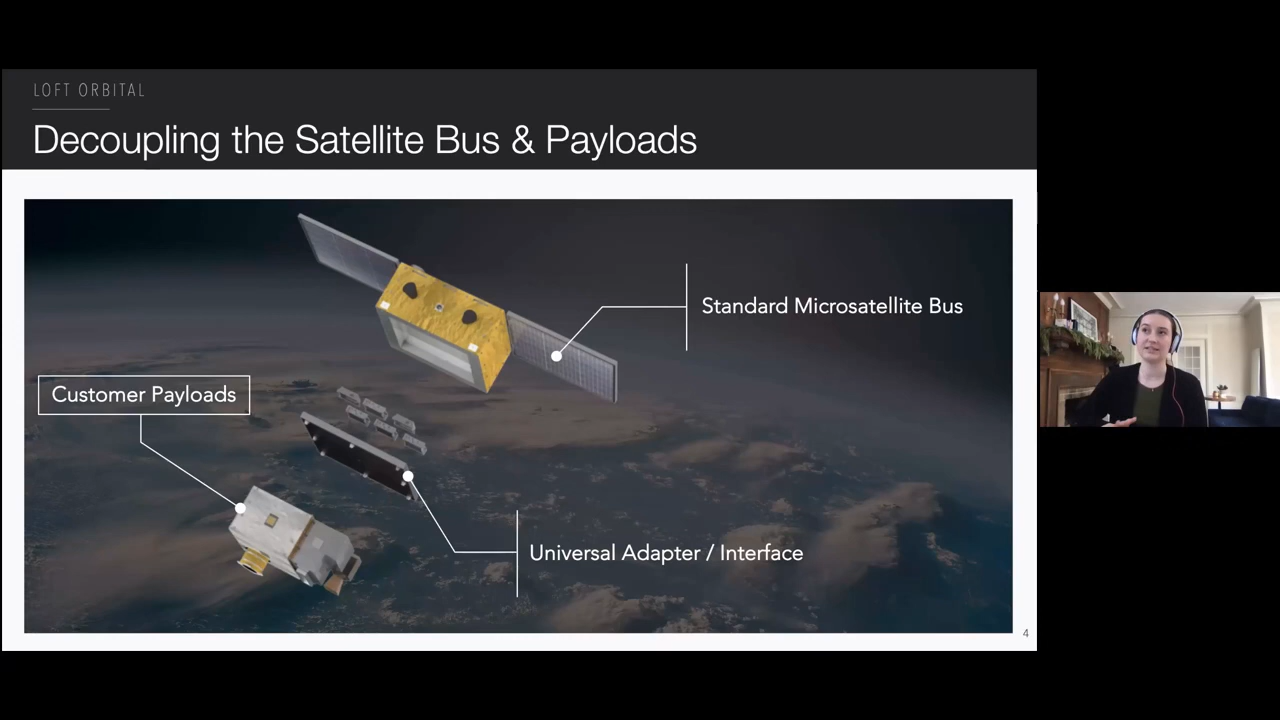 LOFT ORBITAL
Decoupling the Satellite Bus & Payloads
Standard Microsatellite Bus
Customer Payloads
Universal Adapter / Interface
4